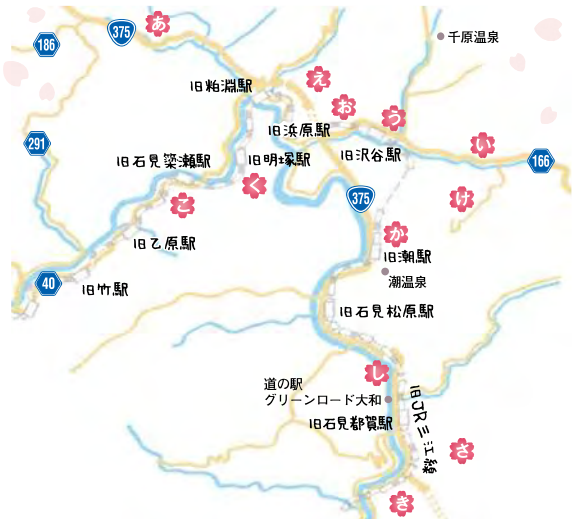 あ
375
186
千原温泉
え
旧粕淵駅
お
う
旧浜原駅
291
い
旧石見簗瀬駅
旧明塚駅
旧沢谷駅
166
く
け
375
こ
か
旧乙原駅
旧潮駅
潮温泉
40
旧竹駅
旧石見松原駅
し
道の駅
グリーンロード大和
旧石見都賀駅
旧JR三江線
さ
き